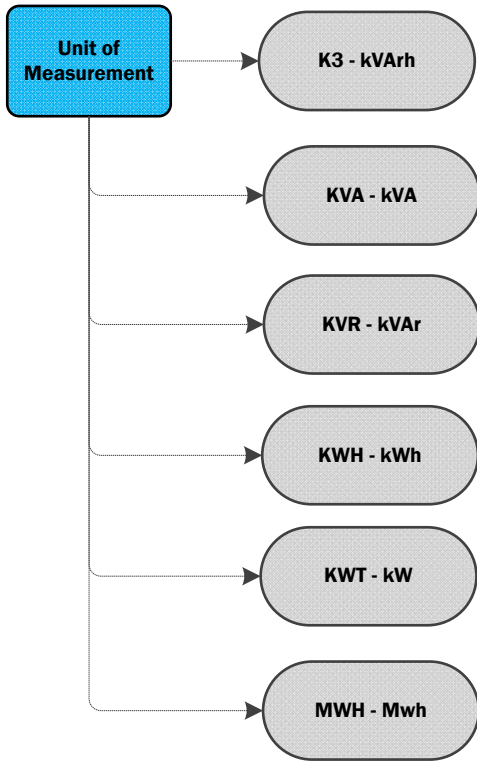 Unit of
Measurement
K3 - kVArh
KVA - kVA
KVR - kVAr
KWH - kWh
KWT - kW
MWH - Mwh